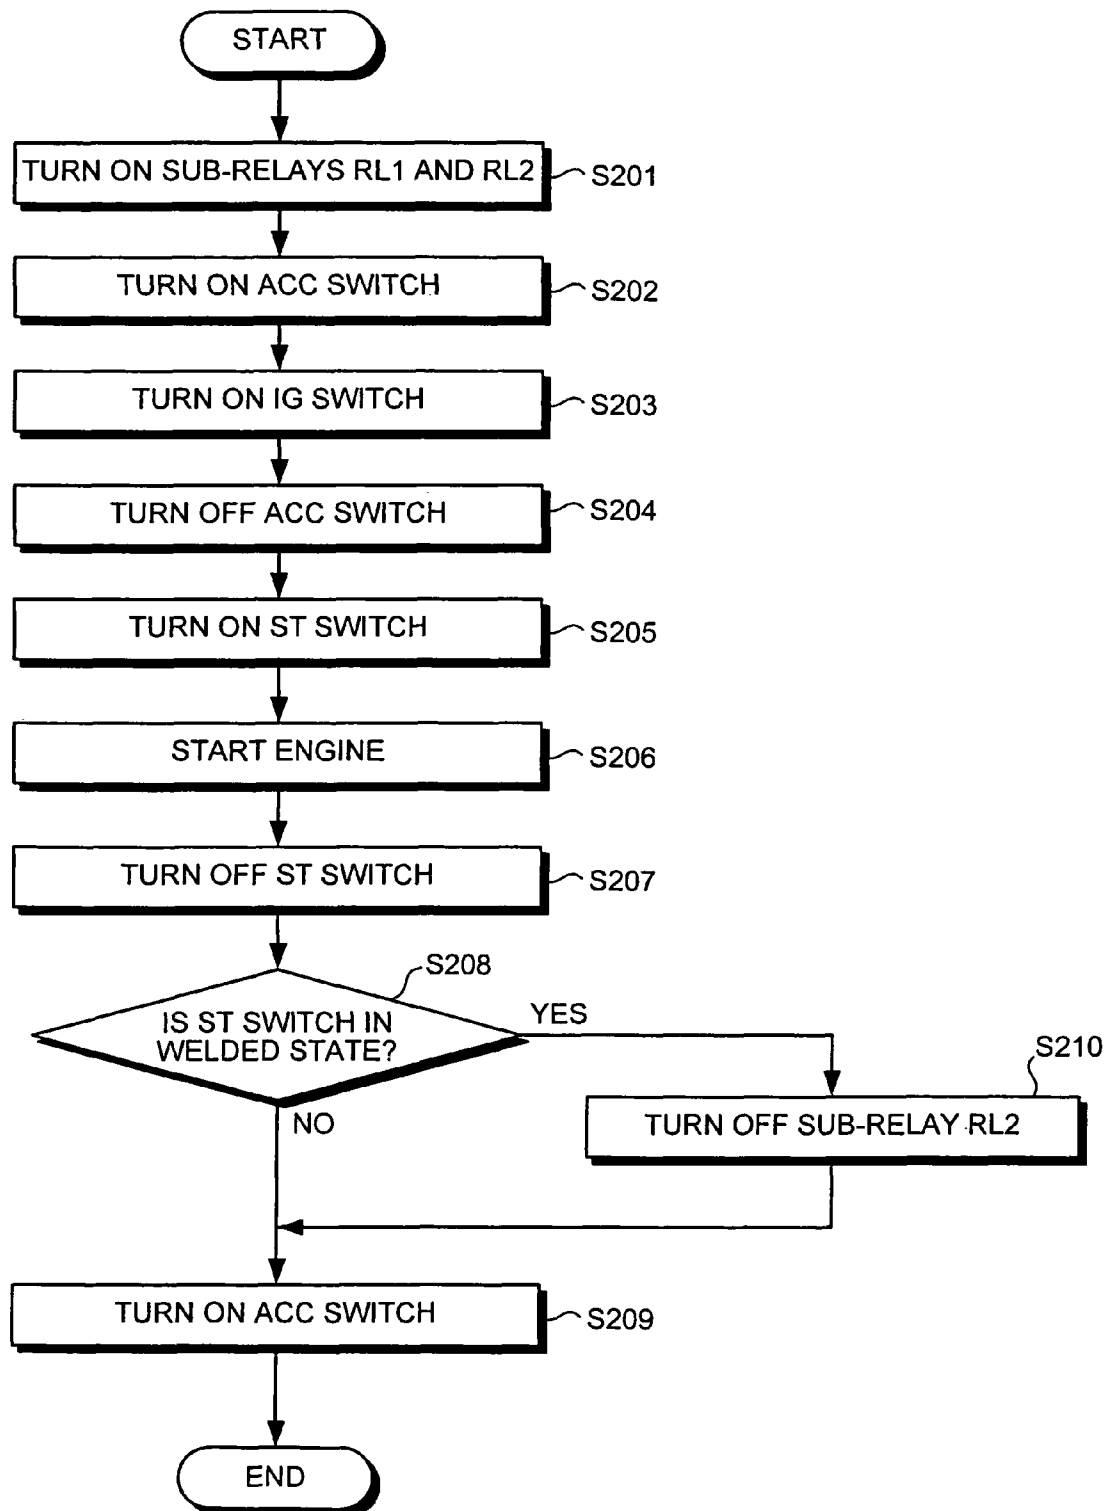 START
TURN ON SUB-RELAYS RL1 AND RL2
S201
TURN ON ACC SWITCH
S202
TURN ON IG SWITCH
S203
TURN OFF ACC SWITCH
S204
TURN ON ST SWITCH
S205
START ENGINE
S206
TURN OFF ST SWITCH
S207
S208
IS ST SWITCH IN
WELDED STATE?
YES
NO
S210
TURN OFF SUB-RELAY RL2
TURN ON ACC SWITCH
S209
END